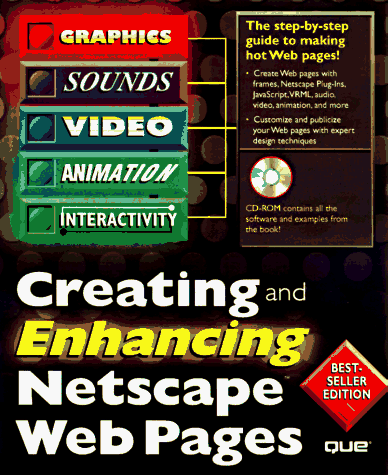 GRAPHICS
SOUNDS
VIDEO
ANIMATION
INTERACTIVITY
The step-by-step
guide to making
hot Web pages!
• Create Web pages with
frames, Netscape Plug-Ins,
JavaScript, VRML, audio,
video, animation, and more
• Customize and publicize
your Web pages with expert
design techniques
CD-ROM contains all the
software and examples from
the book!
Creating and
Enhancing
Netscape™
Web Pages
BEST-
SELLER
EDITION
QUE®